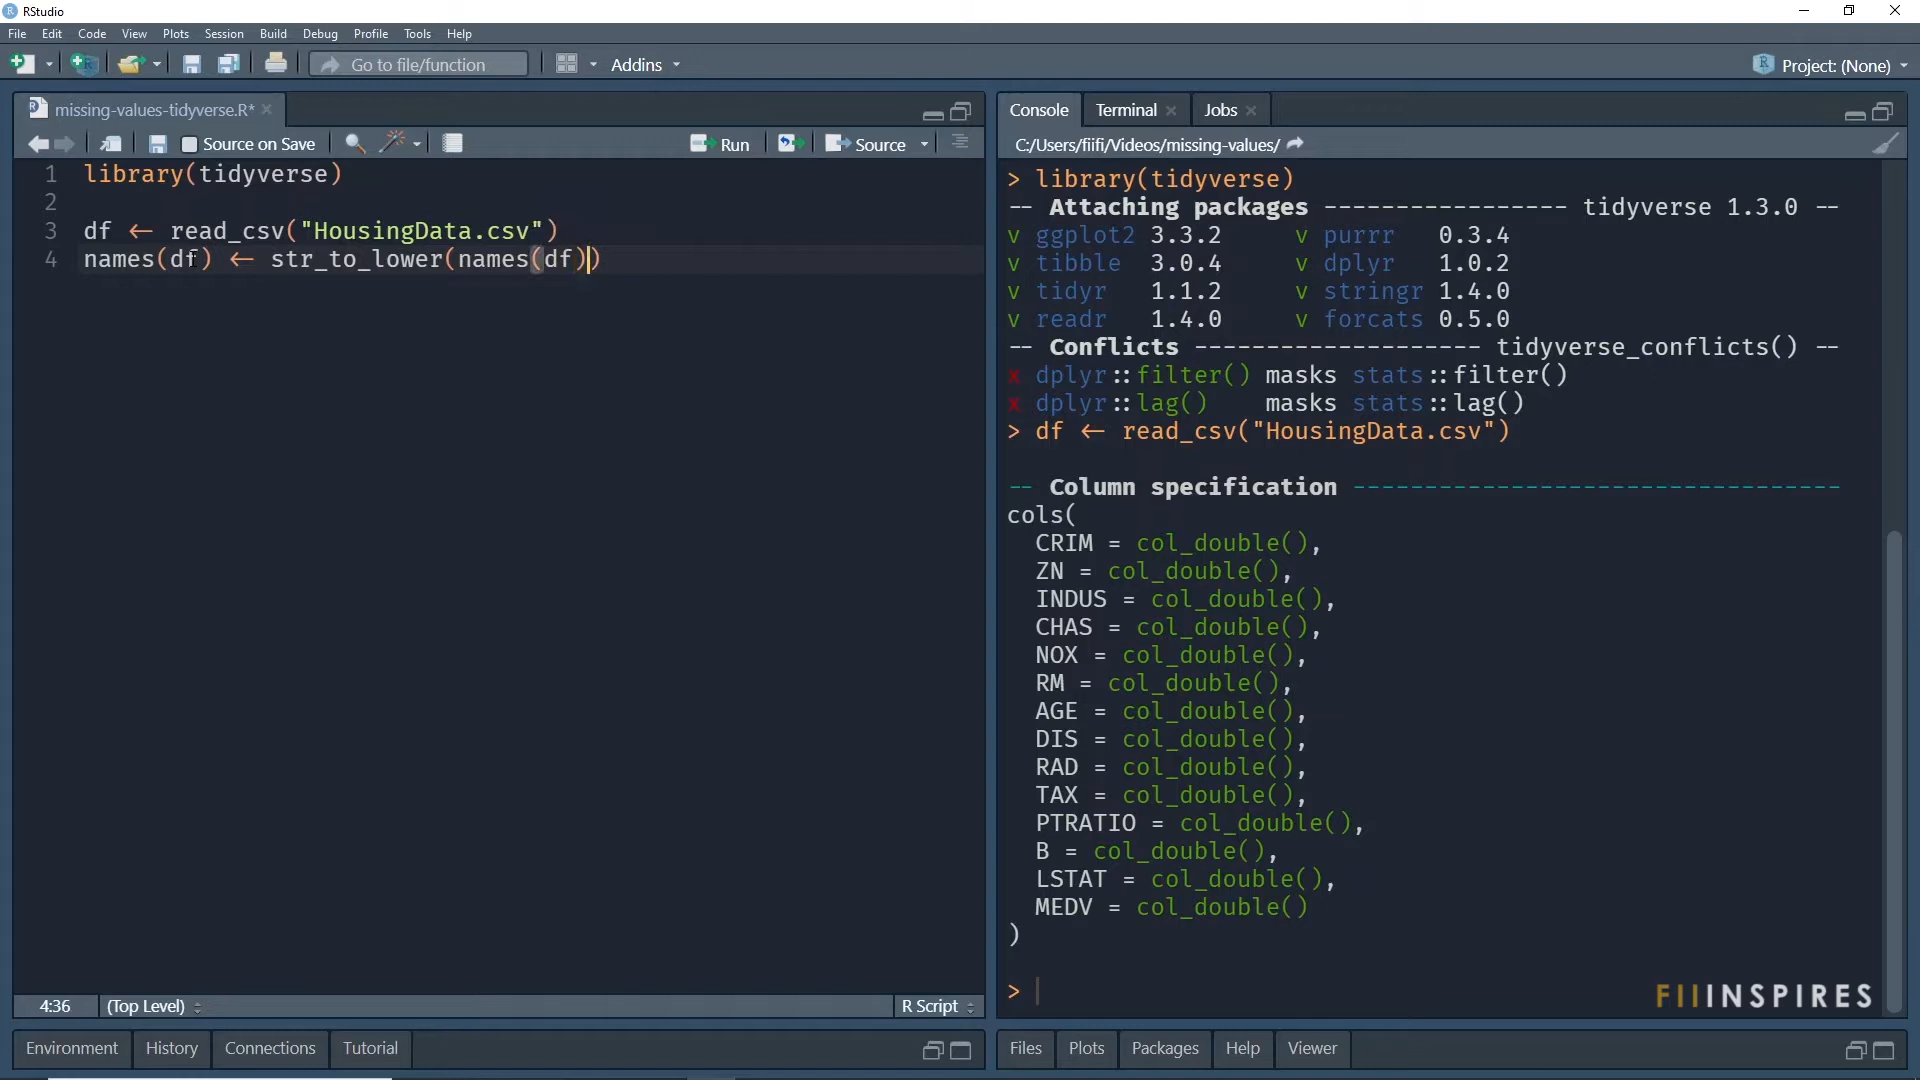 RStudio
File Edit Code View Plots Session Build Debug Profile Tools Help
Go to file/function Addins Project: (None)
missing-values-tidyverse.R*
Source on Save Run Source
1 library(tidyverse)
2
3 df ← read_csv("HousingData.csv")
4 names(df) ← str_to_lower(names(df))
4:36 (Top Level) R Script
Environment History Connections Tutorial
Console Terminal Jobs
C:/Users/fiifi/Videos/missing-values/
> library(tidyverse)
-- Attaching packages ----------------- tidyverse 1.3.0 --
v ggplot2 3.3.2 v purrr 0.3.4
v tibble 3.0.4 v dplyr 1.0.2
v tidyr 1.1.2 v stringr 1.4.0
v readr 1.4.0 v forcats 0.5.0
-- Conflicts -------------------- tidyverse_conflicts() --
x dplyr::filter() masks stats::filter()
x dplyr::lag() masks stats::lag()
> df ← read_csv("HousingData.csv")
-- Column specification ----------------------------------
cols(
CRIM = col_double(),
ZN = col_double(),
INDUS = col_double(),
CHAS = col_double(),
NOX = col_double(),
RM = col_double(),
AGE = col_double(),
DIS = col_double(),
RAD = col_double(),
TAX = col_double(),
PTRATIO = col_double(),
B = col_double(),
LSTAT = col_double(),
MEDV = col_double()
)
>
FIIINSPIRES
Files Plots Packages Help Viewer